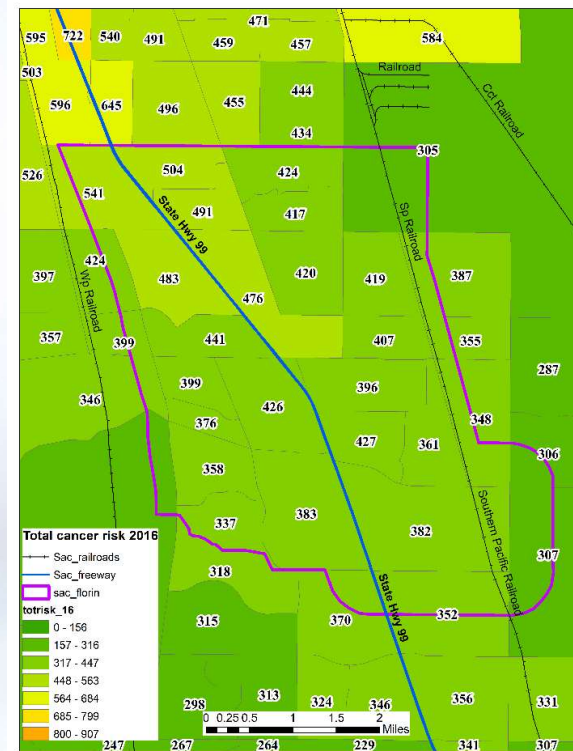 471
595 722 540 491 459 457 584
503
Railroad
Ccl Railroad
596 645 496 455 444
434
305
526 504 424
541
491 417
State Hwy 99
Sp Railroad
424
397 483 420 419 387
Wp Railroad
476
357 399 441 407 355
287
346 399 426 396
376 427 361 348
306
358
337 383 382
Southern Pacific Railroad
307
318
State Hwy 99
315 370 352
298 313 324 346 356 331
247 267 264 229 341 307
Total cancer risk 2016
Sac_railroads
Sac_freeway
sac_florin
totrisk_16
0 - 156
157 - 316
317 - 447
448 - 563
564 - 684
685 - 799
800 - 907
0 0.25 0.5 1 1.5 2
Miles